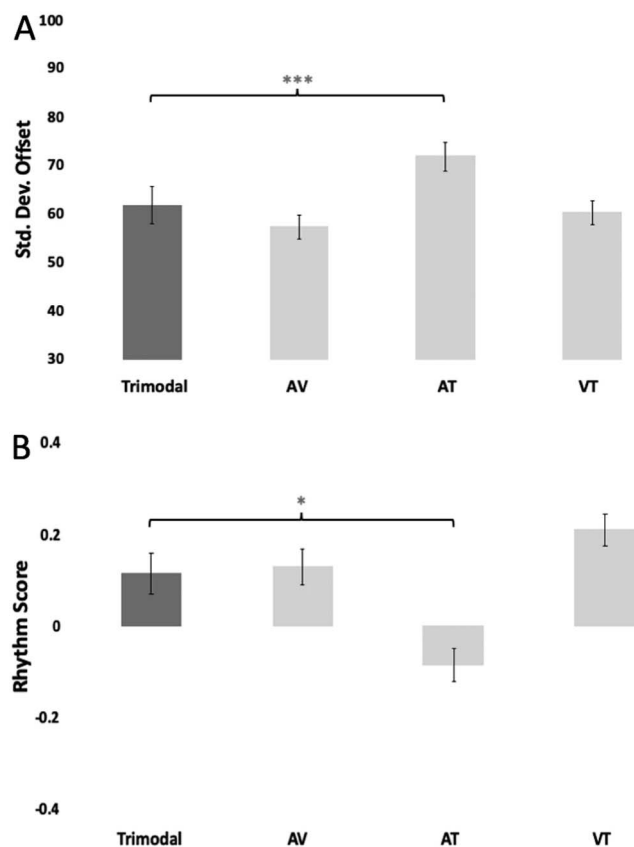 A
100
90
80
70
60
50
40
30
Std. Dev. Offset
***
Trimodal AV AT VT
B
0.4
0.2
0
-0.2
-0.4
Rhythm Score
*
Trimodal AV AT VT